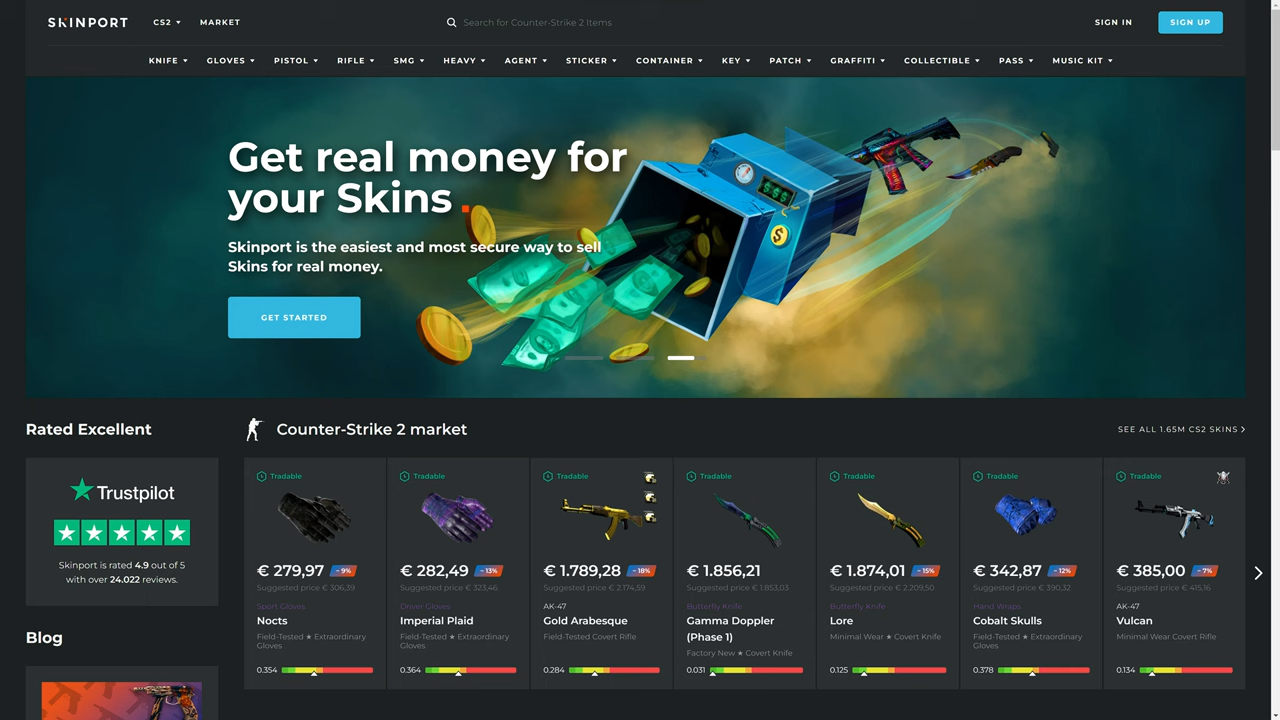 SKINPORT
CS2
MARKET
Search for Counter-Strike 2 Items
SIGN IN
SIGN UP
KNIFE
GLOVES
PISTOL
RIFLE
SMG
HEAVY
AGENT
STICKER
CONTAINER
KEY
PATCH
GRAFFITI
COLLECTIBLE
PASS
MUSIC KIT
Get real money for
your Skins.
Skinport is the easiest and most secure way to sell
Skins for real money.
GET STARTED
Rated Excellent
Trustpilot
Skinport is rated 4.9 out of 5
with over 24.022 reviews.
Blog
Counter-Strike 2 market
SEE ALL 1.65M CS2 SKINS
Tradable
€ 279,97
− 9%
Suggested price € 306,39
Sport Gloves
Nocts
Field-Tested ★ Extraordinary
Gloves
0.354
Tradable
€ 282,49
− 13%
Suggested price € 323,46
Driver Gloves
Imperial Plaid
Field-Tested ★ Extraordinary
Gloves
0.364
Tradable
€ 1.789,28
− 18%
Suggested price € 2.174,59
AK-47
Gold Arabesque
Field-Tested Covert Rifle
0.284
Tradable
€ 1.856,21
Suggested price € 1.853,03
Butterfly Knife
Gamma Doppler
(Phase 1)
Factory New ★ Covert Knife
0.031
Tradable
€ 1.874,01
− 15%
Suggested price € 2.209,50
Butterfly Knife
Lore
Minimal Wear ★ Covert Knife
0.125
Tradable
€ 342,87
− 12%
Suggested price € 390,32
Hand Wraps
Cobalt Skulls
Field-Tested ★ Extraordinary
Gloves
0.378
Tradable
€ 385,00
− 7%
Suggested price € 415,16
AK-47
Vulcan
Minimal Wear Covert Rifle
0.134